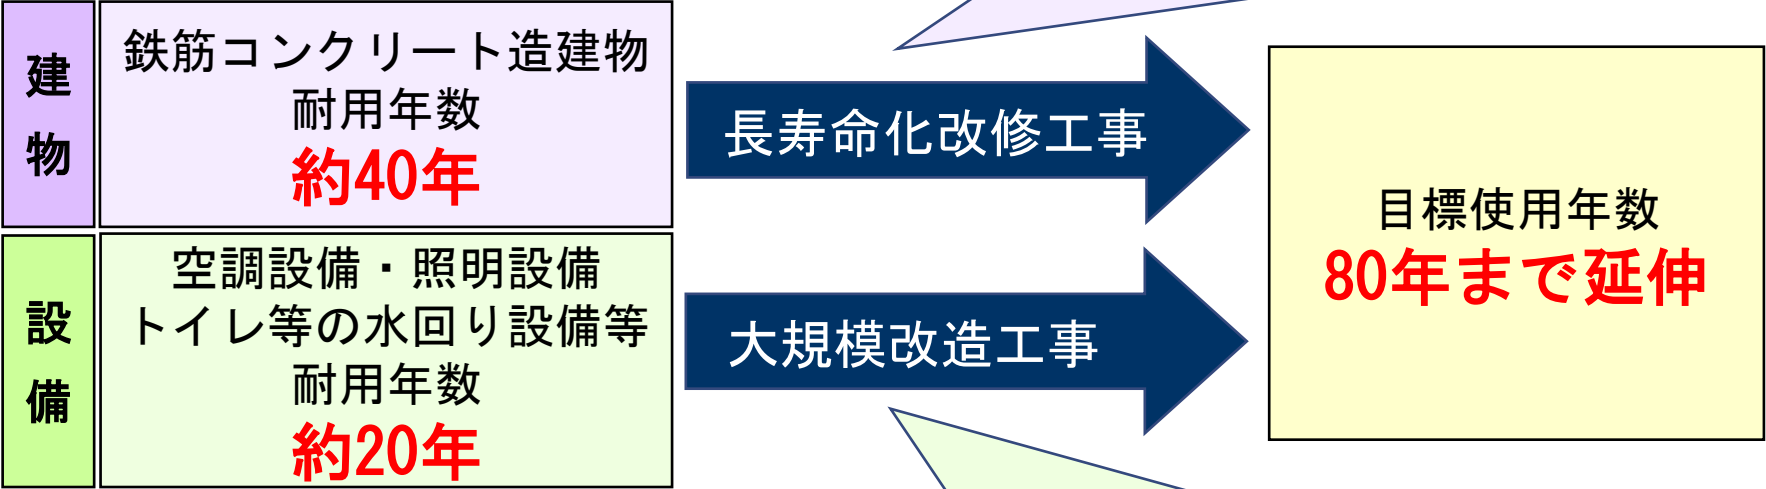 建物
鉄筋コンクリート造建物
耐用年数
約40年
長寿命化改修工事
設備
空調設備・照明設備
トイレ等の水回り設備等
耐用年数
約20年
大規模改造工事
目標使用年数
80年まで延伸